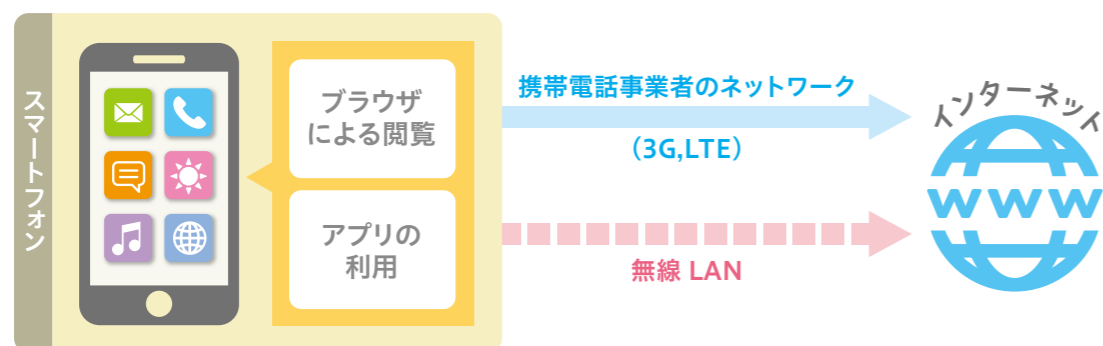 スマートフォン
ブラウザ
による閲覧
アプリの
利用
携帯電話事業者のネットワーク
（3G,LTE）
無線 LAN
インターネット
WWW